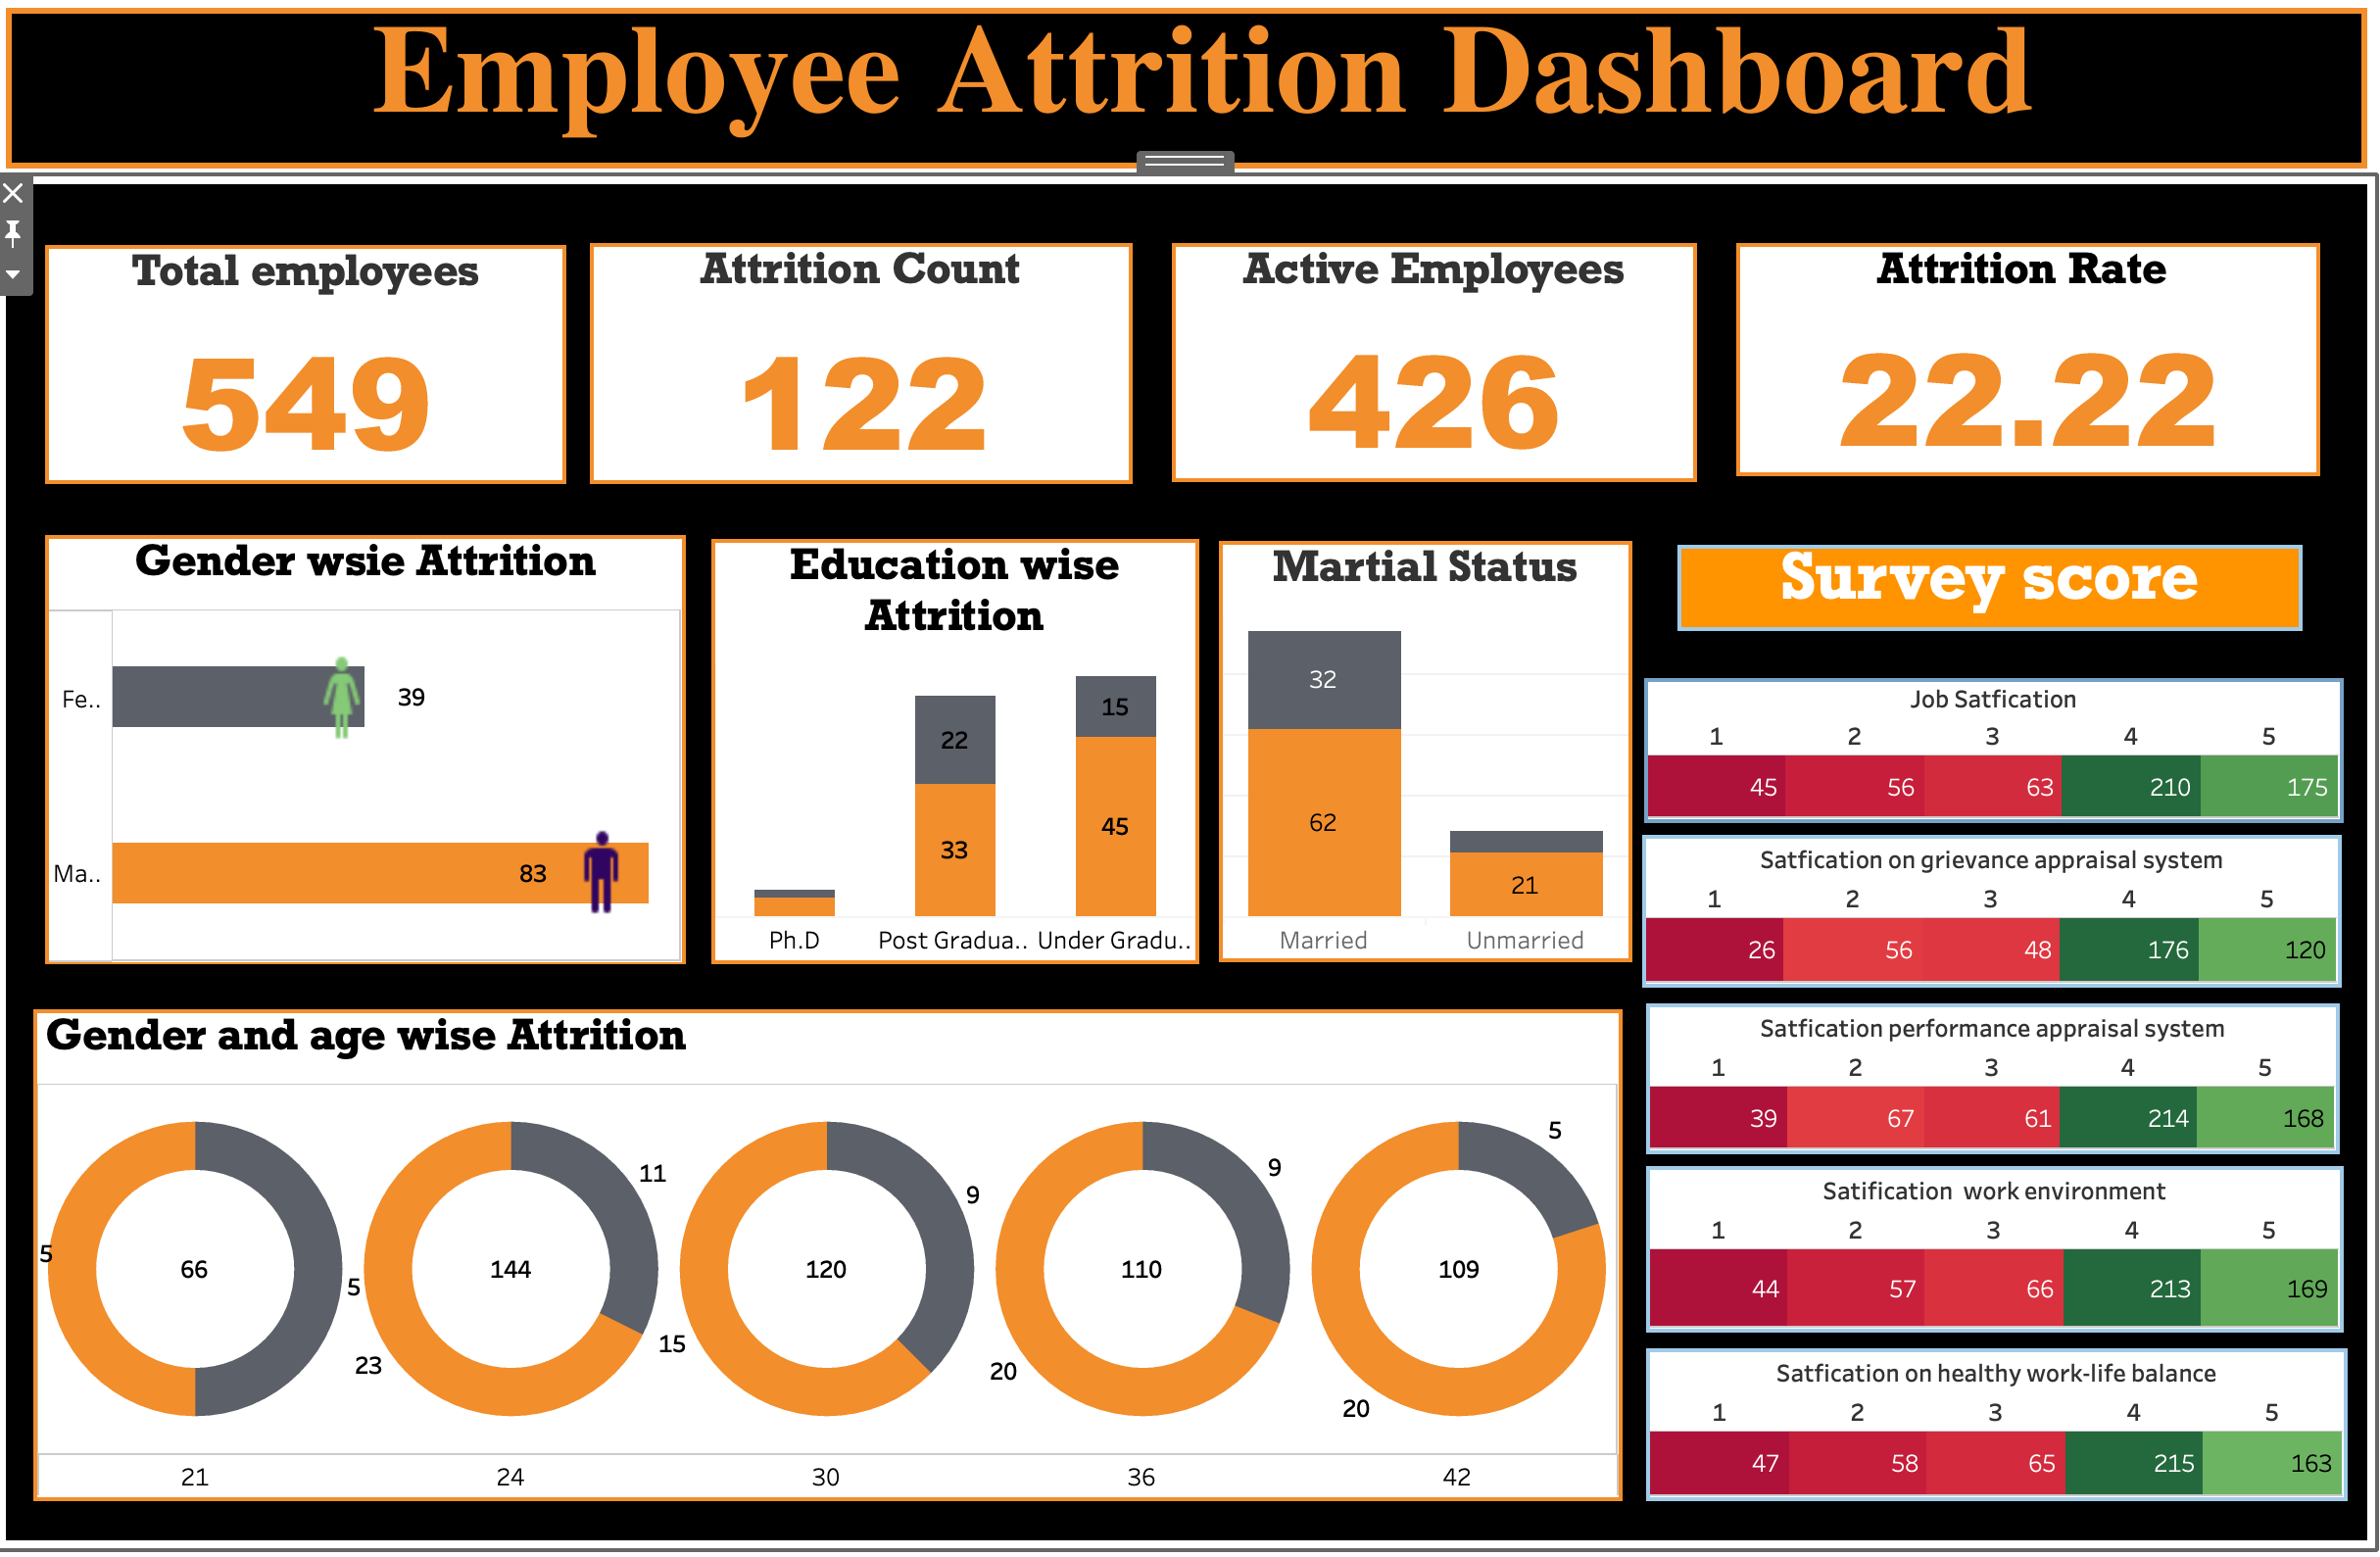 Employee Attrition Dashboard
Total employees
549
Attrition Count
122
Active Employees
426
Attrition Rate
22.22
Gender wsie Attrition
Fe..
39
Ma..
83
Education wise
Attrition
22
33
15
45
Ph.D
Post Gradua..
Under Gradu..
Martial Status
32
62
21
Married
Unmarried
Survey score
Job Satfication
1 2 3 4 5
45 56 63 210 175
Satfication on grievance appraisal system
1 2 3 4 5
26 56 48 176 120
Satfication performance appraisal system
1 2 3 4 5
39 67 61 214 168
Satification work environment
1 2 3 4 5
44 57 66 213 169
Satfication on healthy work-life balance
1 2 3 4 5
47 58 65 215 163
Gender and age wise Attrition
5
66
5
11
144
23
9
120
15
9
110
20
5
109
20
21 24 30 36 42